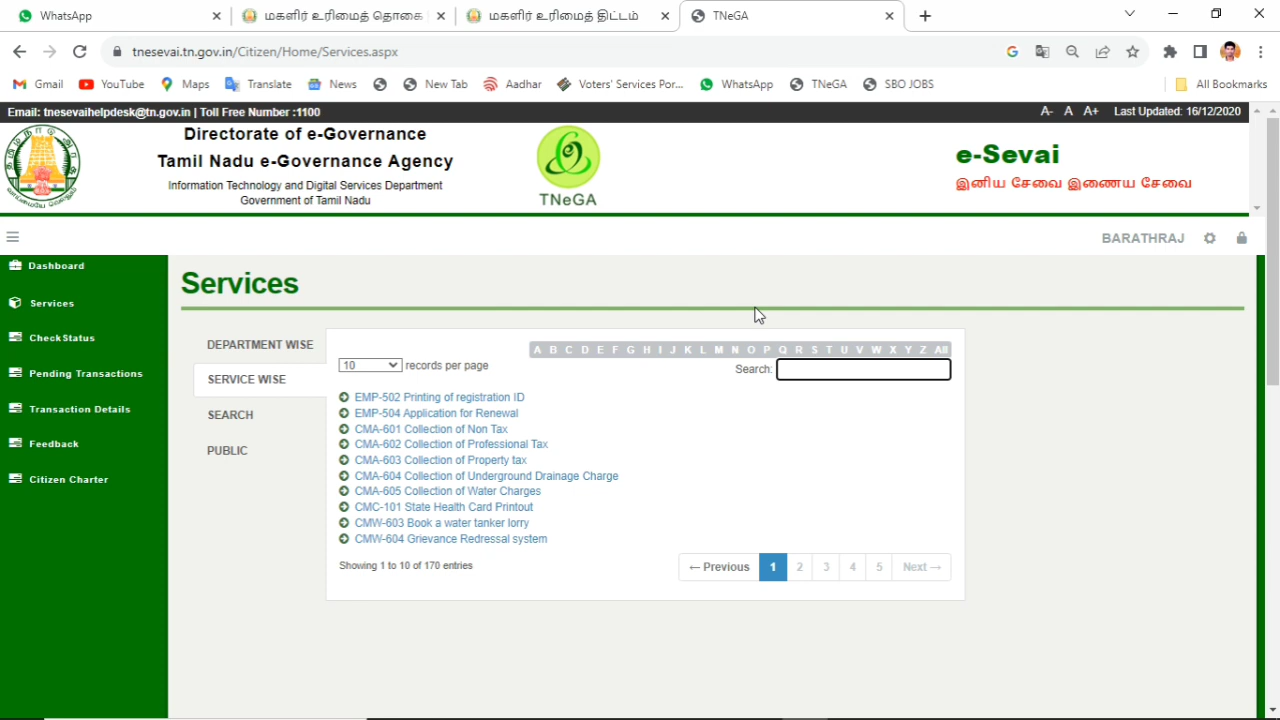 WhatsApp
மகளிர் உரிமைத் தொகை
மகளிர் உரிமைத் திட்டம்
TNeGA
tnesevai.tn.gov.in/Citizen/Home/Services.aspx
Gmail
YouTube
Maps
Translate
News
New Tab
Aadhar
Voters' Services Por...
WhatsApp
TNeGA
SBO JOBS
All Bookmarks
Email: tnesevaihelpdesk@tn.gov.in | Toll Free Number :1100
A- A A+ Last Updated: 16/12/2020
Directorate of e-Governance
Tamil Nadu e-Governance Agency
Information Technology and Digital Services Department
Government of Tamil Nadu
TNeGA
e-Sevai
இனிய சேவை இணைய சேவை
BARATHRAJ
Dashboard
Services
CheckStatus
Pending Transactions
Transaction Details
Feedback
Citizen Charter
Services
DEPARTMENT WISE
SERVICE WISE
SEARCH
PUBLIC
A B C D E F G H I J K L M N O P Q R S T U V W X Y Z All
10 records per page
Search:
EMP-502 Printing of registration ID
EMP-504 Application for Renewal
CMA-601 Collection of Non Tax
CMA-602 Collection of Professional Tax
CMA-603 Collection of Property tax
CMA-604 Collection of Underground Drainage Charge
CMA-605 Collection of Water Charges
CMC-101 State Health Card Printout
CMW-603 Book a water tanker lorry
CMW-604 Grievance Redressal system
Showing 1 to 10 of 170 entries
← Previous 1 2 3 4 5 Next →